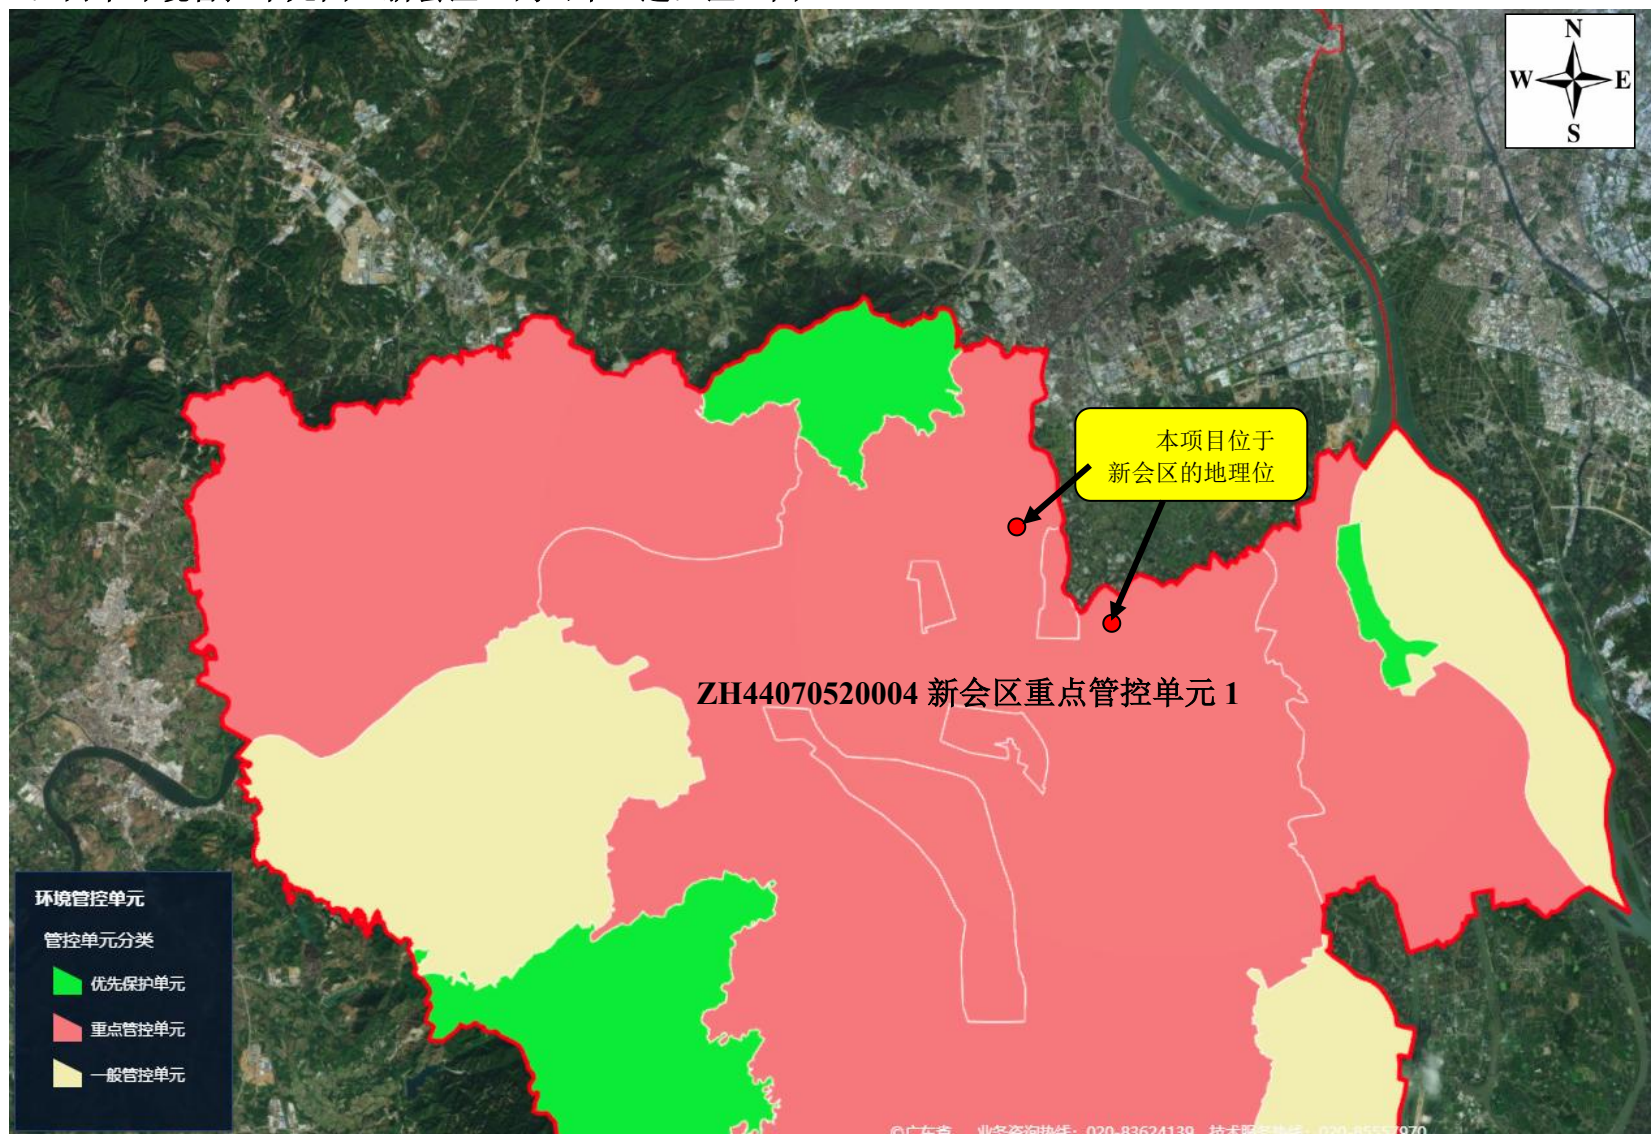 N
W
E
S
本项目位于
新会区的地理位
ZH44070520004 新会区重点管控单元 1
环境管控单元
管控单元分类
优先保护单元
重点管控单元
一般管控单元
020-83624139